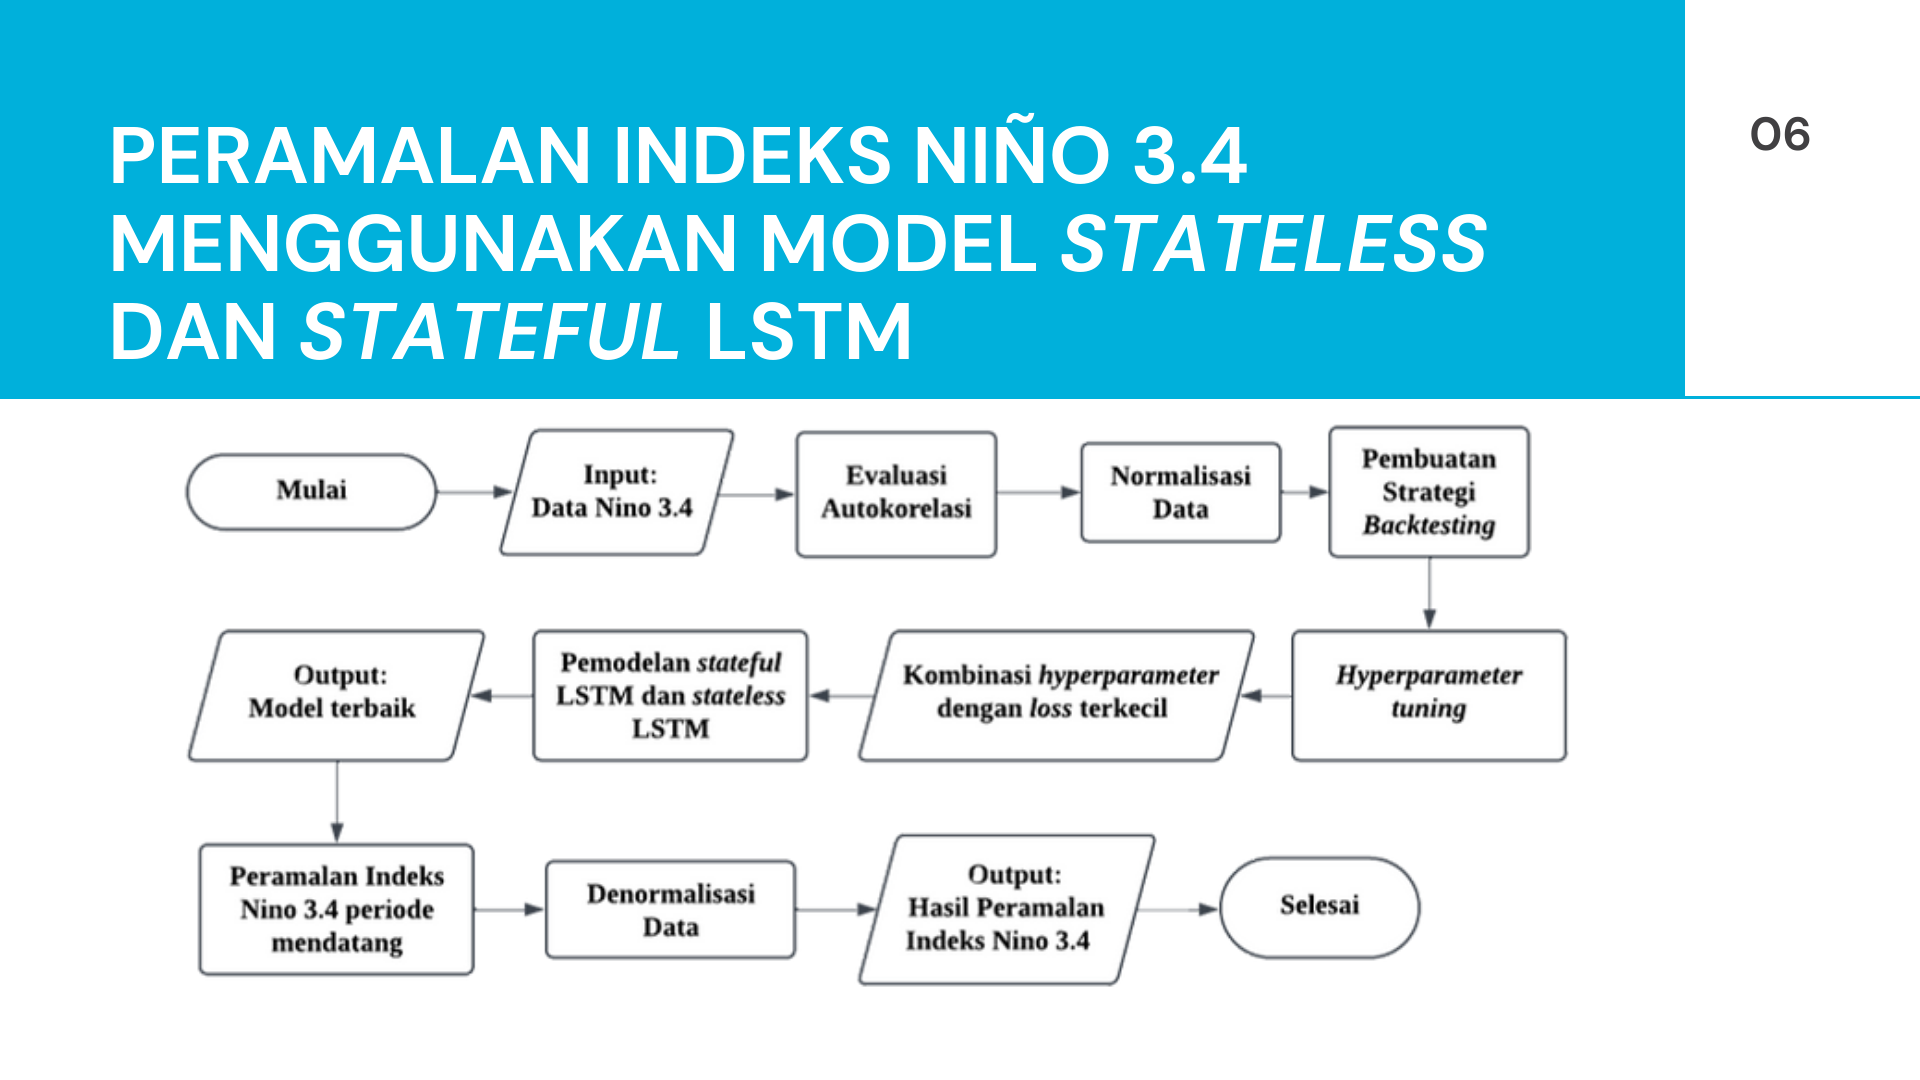 PERAMALAN INDEKS NIÑO 3.4
MENGGUNAKAN MODEL STATELESS
DAN STATEFUL LSTM
06
Mulai
Input:
Data Nino 3.4
Evaluasi
Autokorelasi
Normalisasi
Data
Pembuatan
Strategi
Backtesting
Hyperparameter
tuning
Kombinasi hyperparameter
dengan loss terkecil
Pemodelan stateful
LSTM dan stateless
LSTM
Output:
Model terbaik
Peramalan Indeks
Nino 3.4 periode
mendatang
Denormalisasi
Data
Output:
Hasil Peramalan
Indeks Nino 3.4
Selesai